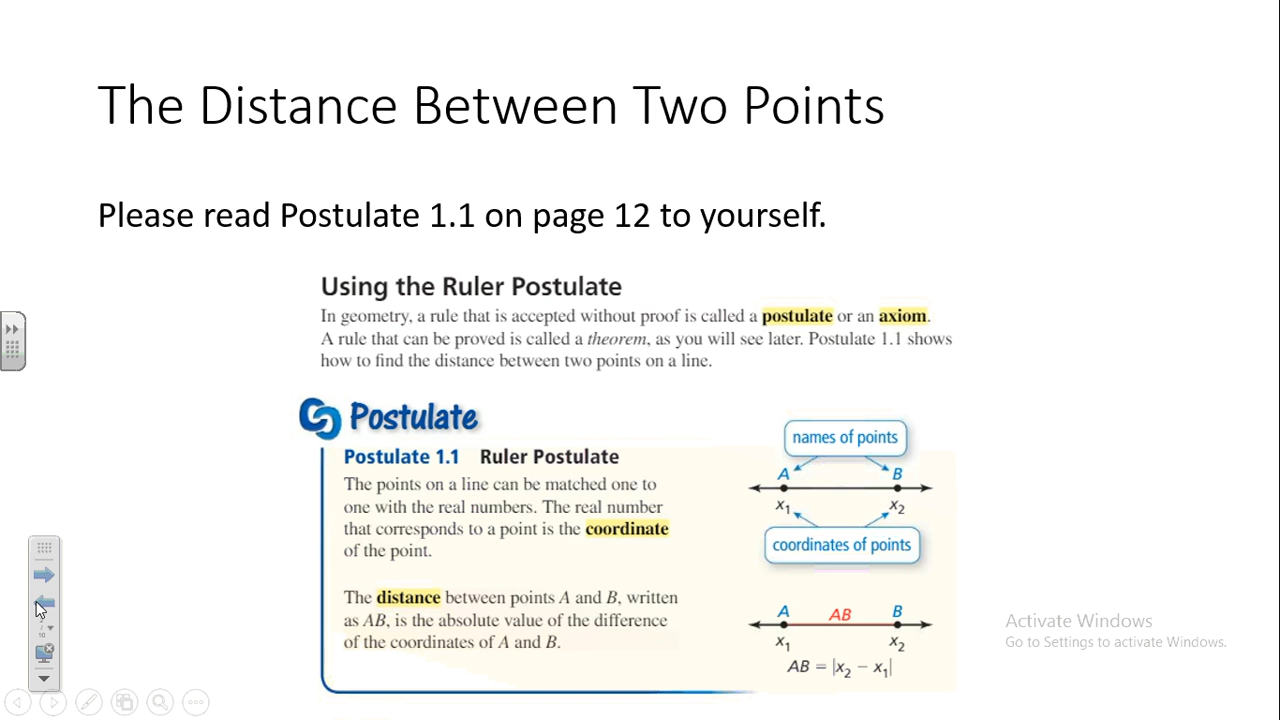 The Distance Between Two Points
Please read Postulate 1.1 on page 12 to yourself.
Using the Ruler Postulate
In geometry, a rule that is accepted without proof is called a postulate or an axiom.
A rule that can be proved is called a theorem, as you will see later. Postulate 1.1 shows
how to find the distance between two points on a line.
Postulate
Postulate 1.1 Ruler Postulate
The points on a line can be matched one to
one with the real numbers. The real number
that corresponds to a point is the coordinate
of the point.
The distance between points A and B, written
as AB, is the absolute value of the difference
of the coordinates of A and B.
names of points
A B
x₁ x₂
coordinates of points
A AB B
x₁ x₂
AB = |x₂ − x₁|
Activate Windows
Go to Settings to activate Windows.